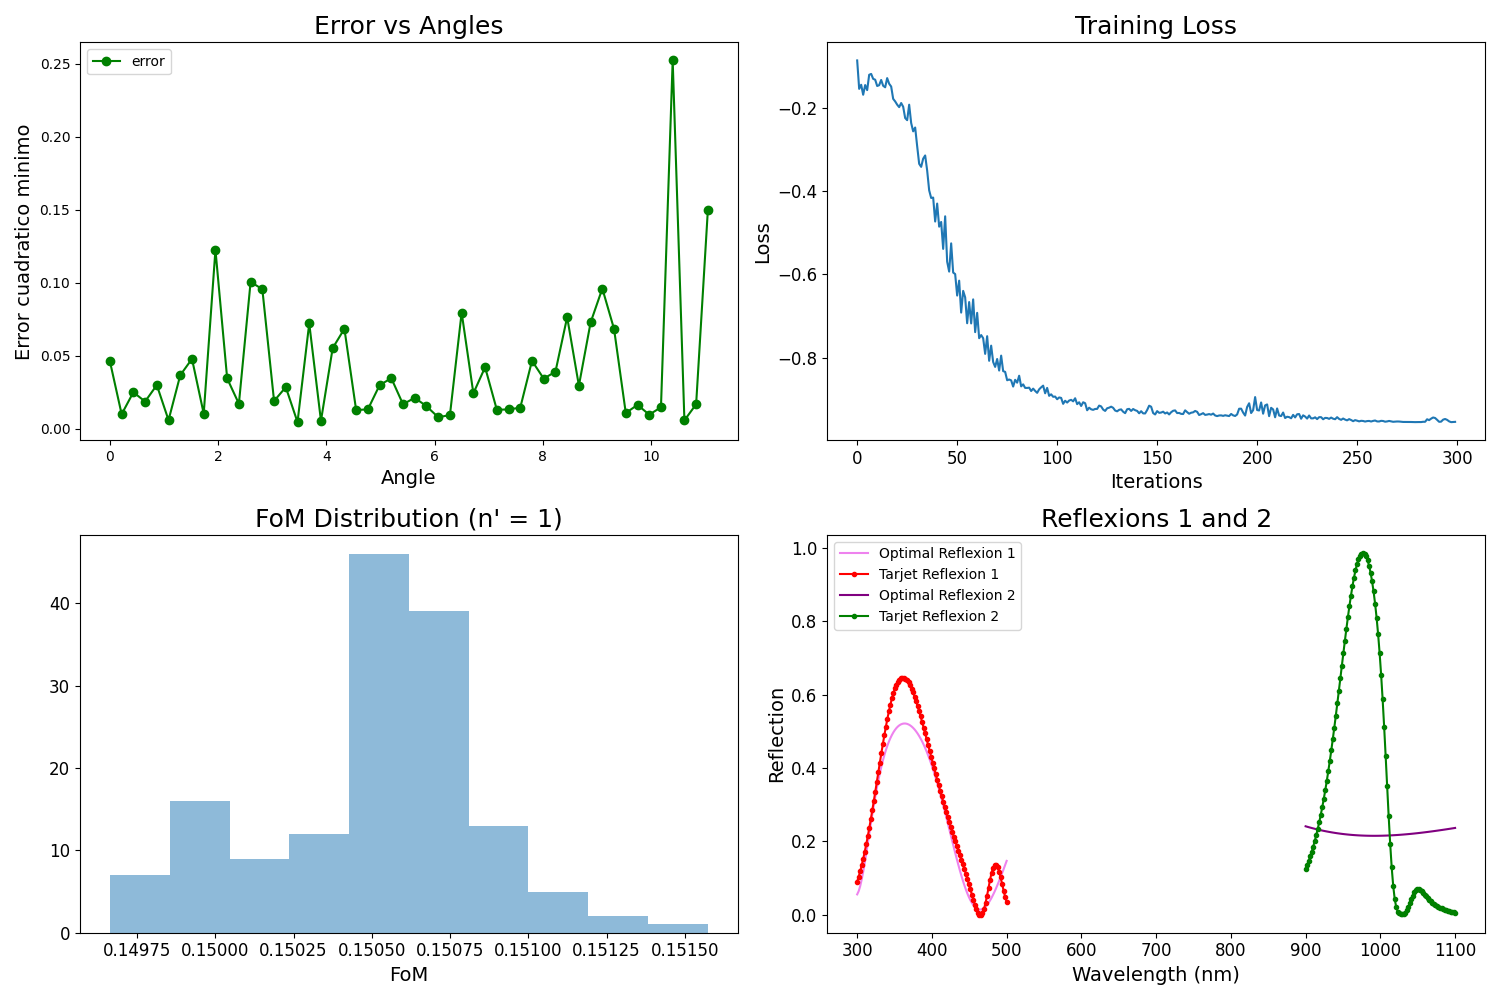 Error vs Angles
error
Error cuadratico minimo
0.25
0.20
0.15
0.10
0.05
0.00
0 2 4 6 8 10
Angle
Training Loss
Loss
−0.2
−0.4
−0.6
−0.8
0 50 100 150 200 250 300
Iterations
FoM Distribution (n' = 1)
40
30
20
10
0
0.14975 0.15000 0.15025 0.15050 0.15075 0.15100 0.15125 0.15150
FoM
Reflexions 1 and 2
Optimal Reflexion 1
Tarjet Reflexion 1
Optimal Reflexion 2
Tarjet Reflexion 2
Reflection
1.0
0.8
0.6
0.4
0.2
0.0
300 400 500 600 700 800 900 1000 1100
Wavelength (nm)